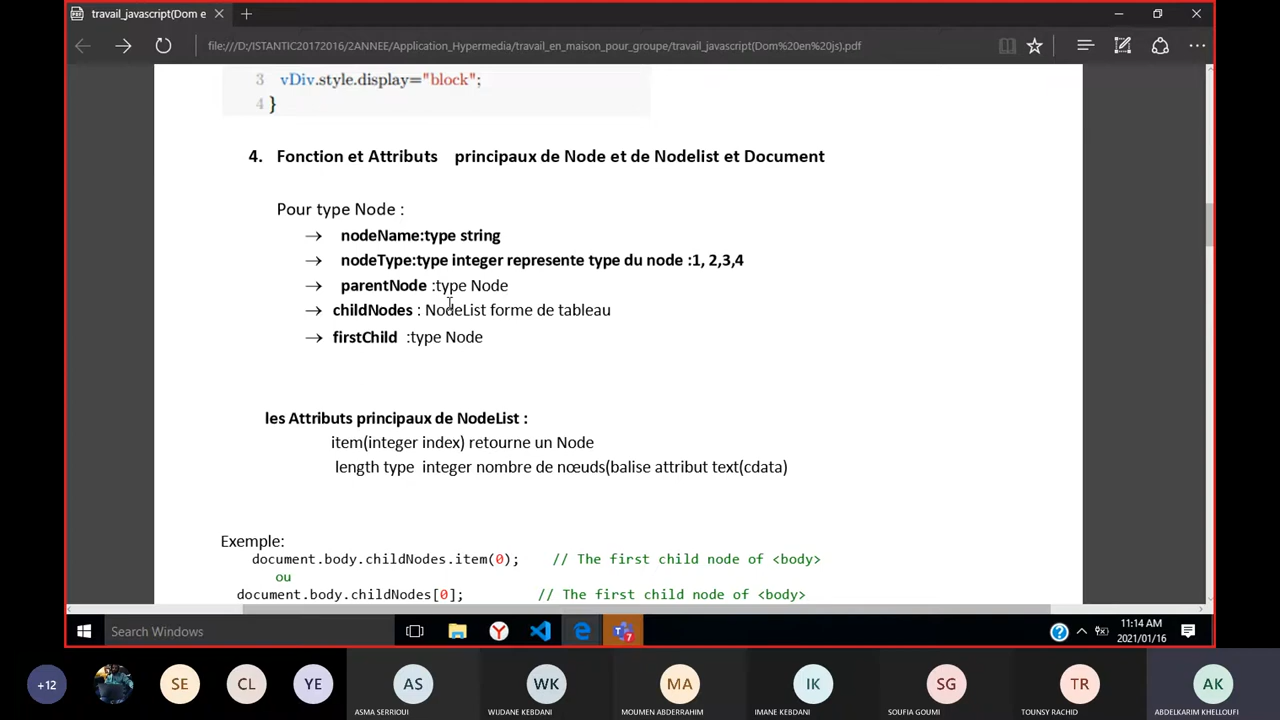 travail_javascript(Dom e
file:///D:/ISTANTIC20172016/2ANNEE/Application_Hypermedia/travail_en_maison_pour_groupe/travail_javascript(Dom%20en%20js).pdf
3 vDiv.style.display="block";
4 }
4. Fonction et Attributs principaux de Node et de Nodelist et Document
Pour type Node :
→ nodeName:type string
→ nodeType:type integer represente type du node :1, 2,3,4
→ parentNode :type Node
→ childNodes : NodeList forme de tableau
→ firstChild :type Node
les Attributs principaux de NodeList :
item(integer index) retourne un Node
length type integer nombre de nœuds(balise attribut text(cdata)
Exemple:
document.body.childNodes.item(0); // The first child node of <body>
ou
document.body.childNodes[0]; // The first child node of <body>
Search Windows
7
11:14 AM
2021/01/16
+12
SE
CL
YE
AS
ASMA SERRIOUI
WK
WIJDANE KEBDANI
MA
MOUMEN ABDERRAHIM
IK
IMANE KEBDANI
SG
SOUFIA GOUMI
TR
TOUNSY RACHID
AK
ABDELKARIM KHELLOUFI